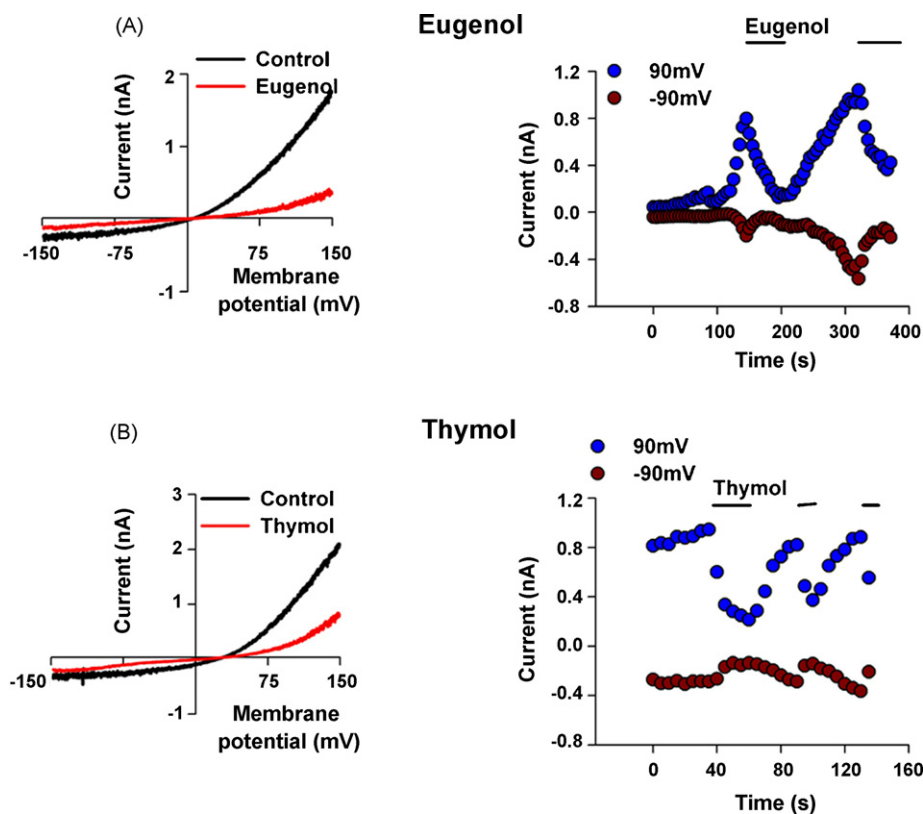 (A)
Eugenol
Control
Eugenol
2
1
-1
-150
-75
75
150
Current (nA)
Membrane
potential (mV)
Eugenol
90mV
-90mV
1.2
0.8
0.4
0.0
-0.4
-0.8
Current (nA)
0
100
200
300
400
Time (s)
(B)
Thymol
Control
Thymol
3
2
1
-1
-150
75
150
Current (nA)
Membrane
potential (mV)
90mV
-90mV
Thymol
1.2
0.8
0.4
0.0
-0.4
-0.8
Current (nA)
0
40
80
120
160
Time (s)